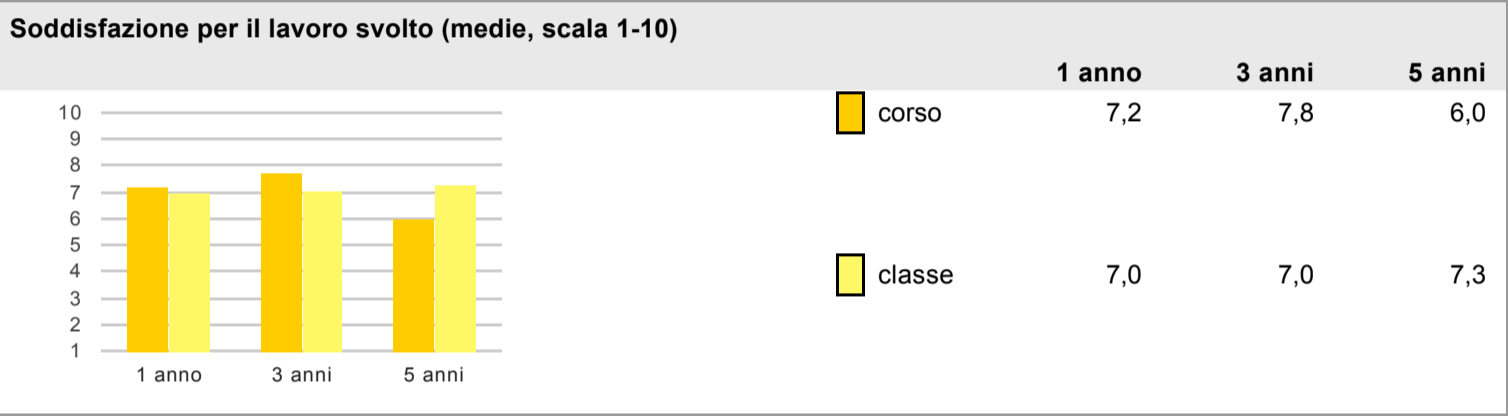 Soddisfazione per il lavoro svolto (medie, scala 1-10)
1 anno 3 anni 5 anni
corso 7,2 7,8 6,0
classe 7,0 7,0 7,3
10
9
8
7
6
5
4
3
2
1
1 anno 3 anni 5 anni